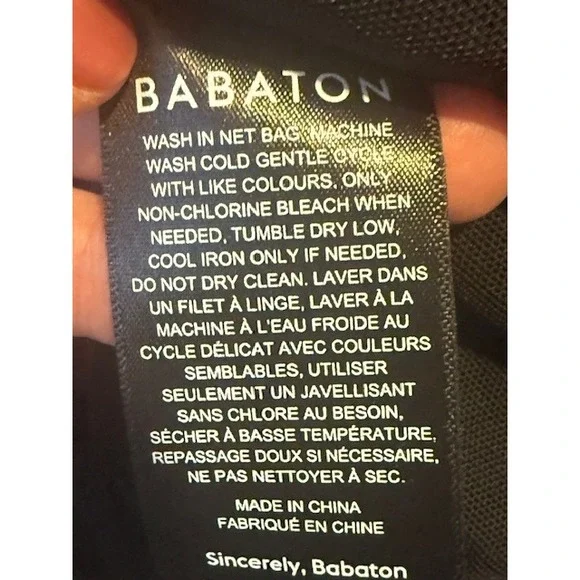 BABATON
WASH IN NET BAG, MACHINE
WASH COLD GENTLE CYCLE
WITH LIKE COLOURS. ONLY
NON-CHLORINE BLEACH WHEN
NEEDED, TUMBLE DRY LOW,
COOL IRON ONLY IF NEEDED,
DO NOT DRY CLEAN. LAVER DANS
UN FILET À LINGE, LAVER À LA
MACHINE À L'EAU FROIDE AU
CYCLE DÉLICAT AVEC COULEURS
SEMBLABLES, UTILISER
SEULEMENT UN JAVELLISANT
SANS CHLORE AU BESOIN,
SÉCHER À BASSE TEMPÉRATURE,
REPASSAGE DOUX SI NÉCESSAIRE,
NE PAS NETTOYER À SEC.
MADE IN CHINA
FABRIQUÉ EN CHINE
Sincerely, Babaton